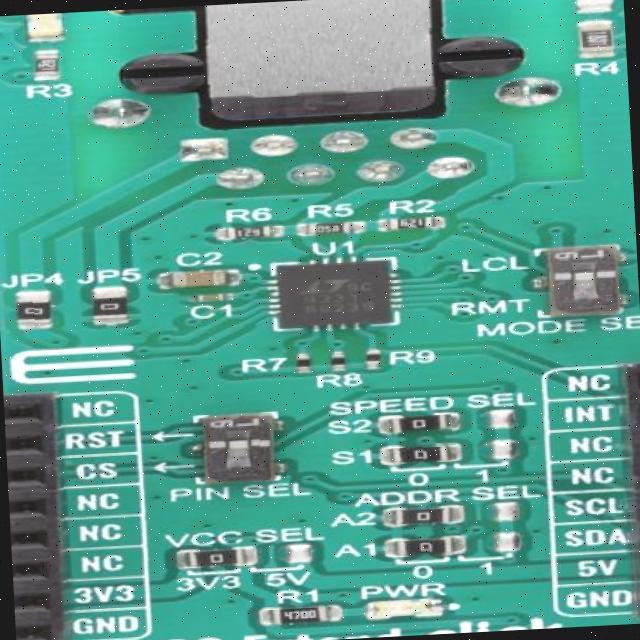 R3
R4
R6 R5 R2
U1
C2
C1
LCL
RMT
MODE SE
JP4 JP5
R7 R9
R8
NC
RST
CS
NC
NC
NC
3V3
GND
NC
INT
NC
NC
SCL
SDA
5V
GND
SPEED SEL
S2
S1
0 1
PIN SEL
ADDR SEL
A2
A1
0 1
VCC SEL
3V3 5V
R1 PWR
4700